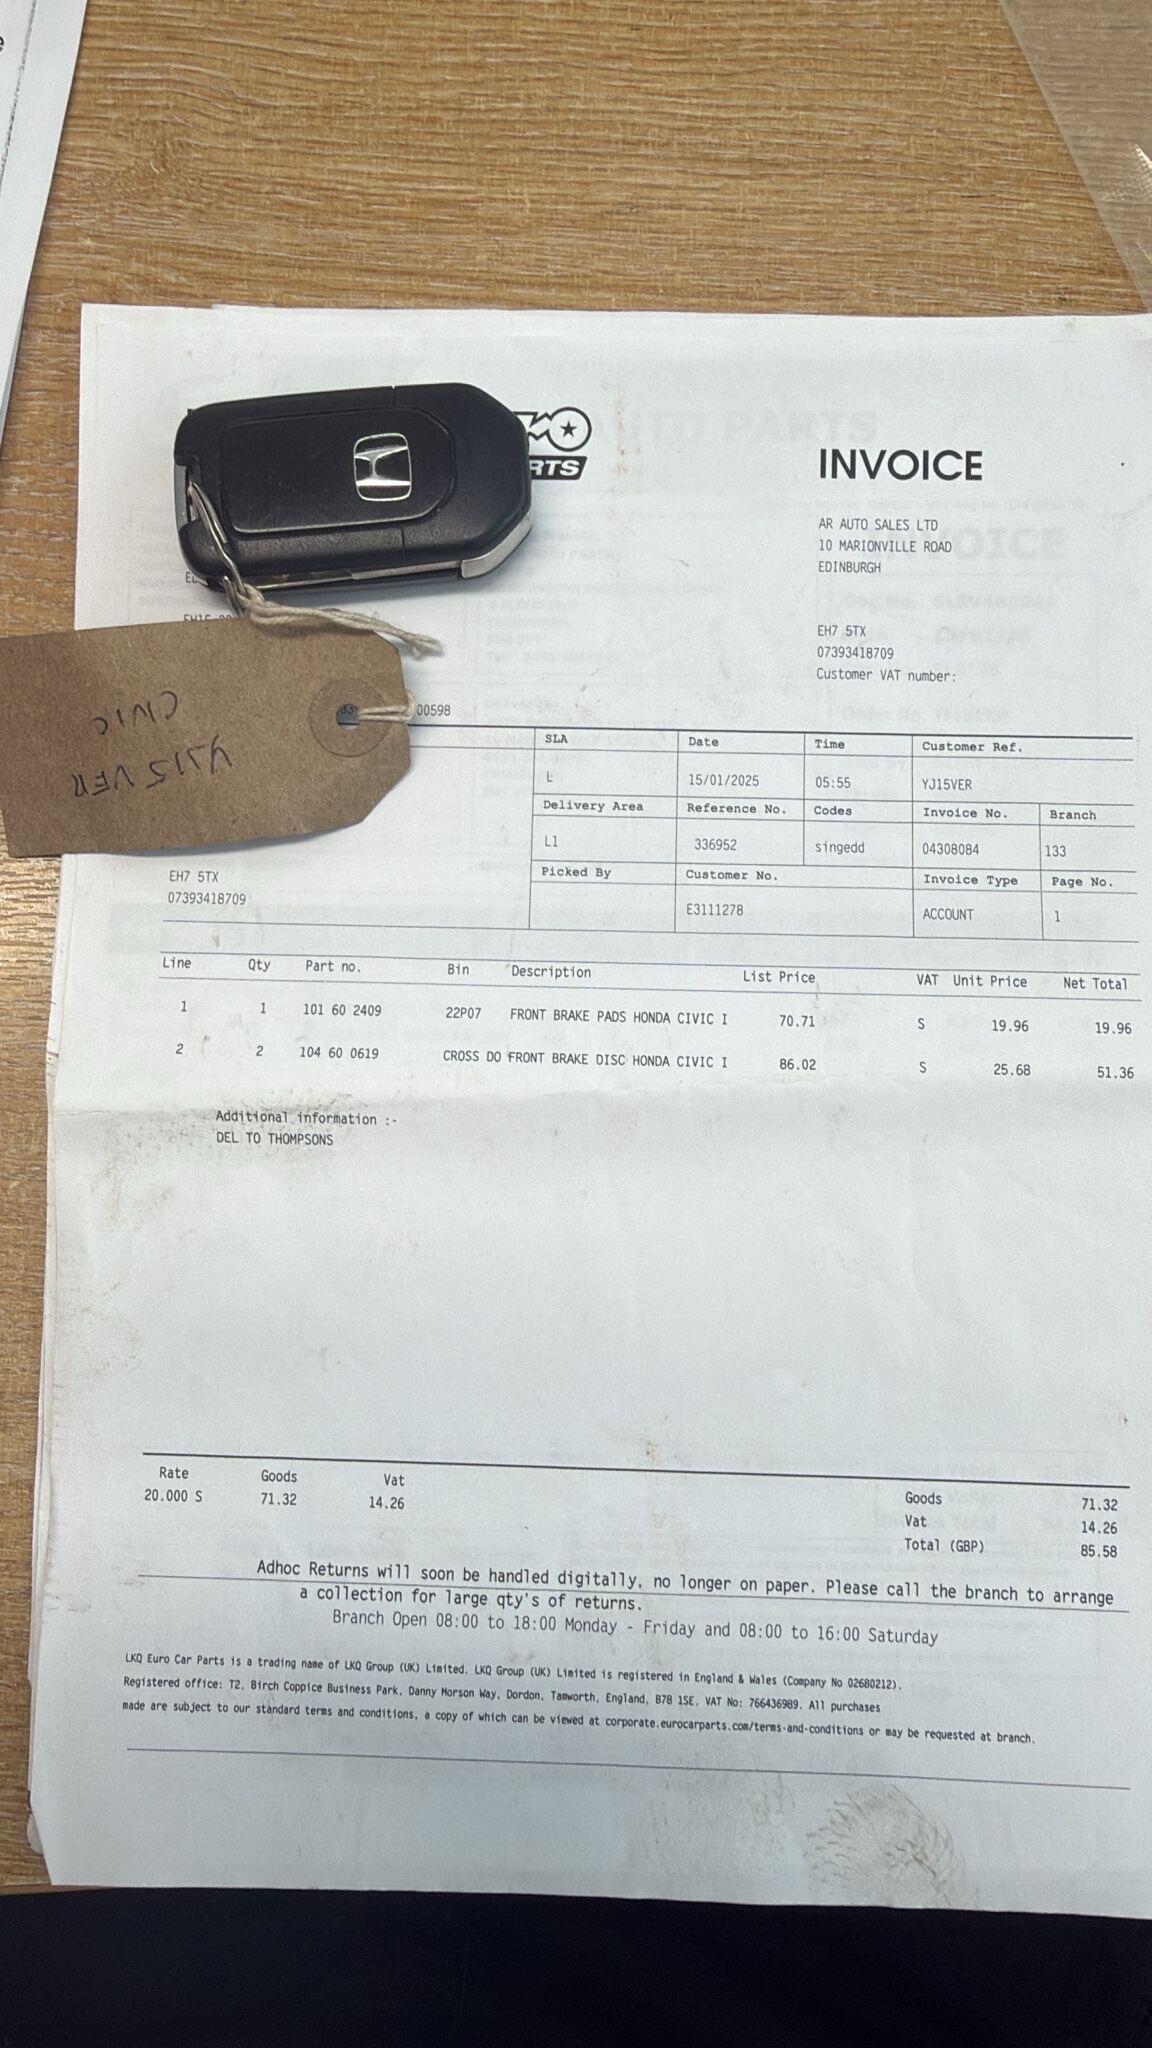 INVOICE
AR AUTO SALES LTD
10 MARIONVILLE ROAD
EDINBURGH
EH7 5TX
07393418709
Customer VAT number:
00598
CIVIC
YJ15 VER
EH7 5TX
07393418709
SLA Date Time Customer Ref.
L 15/01/2025 05:55 YJ15VER
Delivery Area Reference No. Codes Invoice No. Branch
L1 336952 singedd 04308084 133
Picked By Customer No. Invoice Type Page No.
E3111278 ACCOUNT 1
Line Qty Part no. Bin Description List Price VAT Unit Price Net Total
1 1 101 60 2409 22P07 FRONT BRAKE PADS HONDA CIVIC I 70.71 S 19.96 19.96
2 2 104 60 0619 CROSS DO FRONT BRAKE DISC HONDA CIVIC I 86.02 S 25.68 51.36
Additional information :-
DEL TO THOMPSONS
Rate Goods Vat
20.000 S 71.32 14.26
Goods 71.32
Vat 14.26
Total (GBP) 85.58
Adhoc Returns will soon be handled digitally, no longer on paper. Please call the branch to arrange
a collection for large qty's of returns.
Branch Open 08:00 to 18:00 Monday - Friday and 08:00 to 16:00 Saturday
LKQ Euro Car Parts is a trading name of LKQ Group (UK) Limited. LKQ Group (UK) Limited is registered in England & Wales (Company No 02680212).
Registered office: T2, Birch Coppice Business Park, Danny Morson Way, Dordon, Tamworth, England, B78 1SE, VAT No: 766436989. All purchases
made are subject to our standard terms and conditions, a copy of which can be viewed at corporate.eurocarparts.com/terms-and-conditions or may be requested at branch.